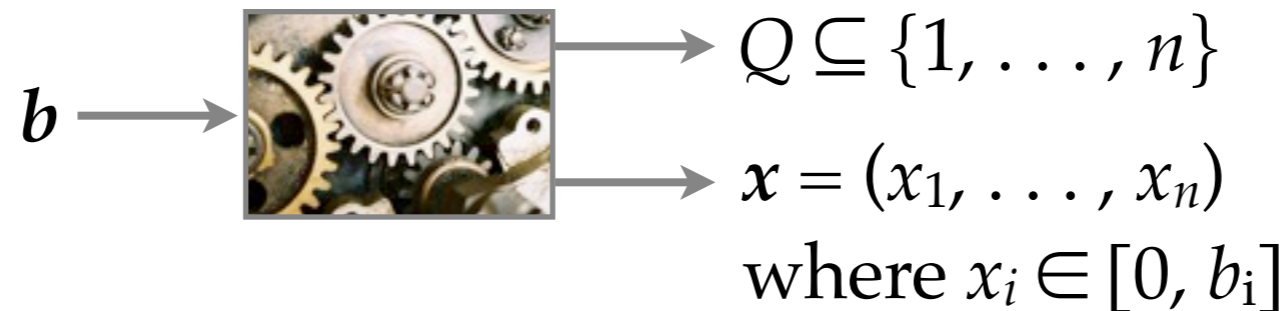 b
Q ⊆ {1, . . . , n}
x = (x₁, . . . , xₙ)
where xᵢ ∈ [0, bᵢ]